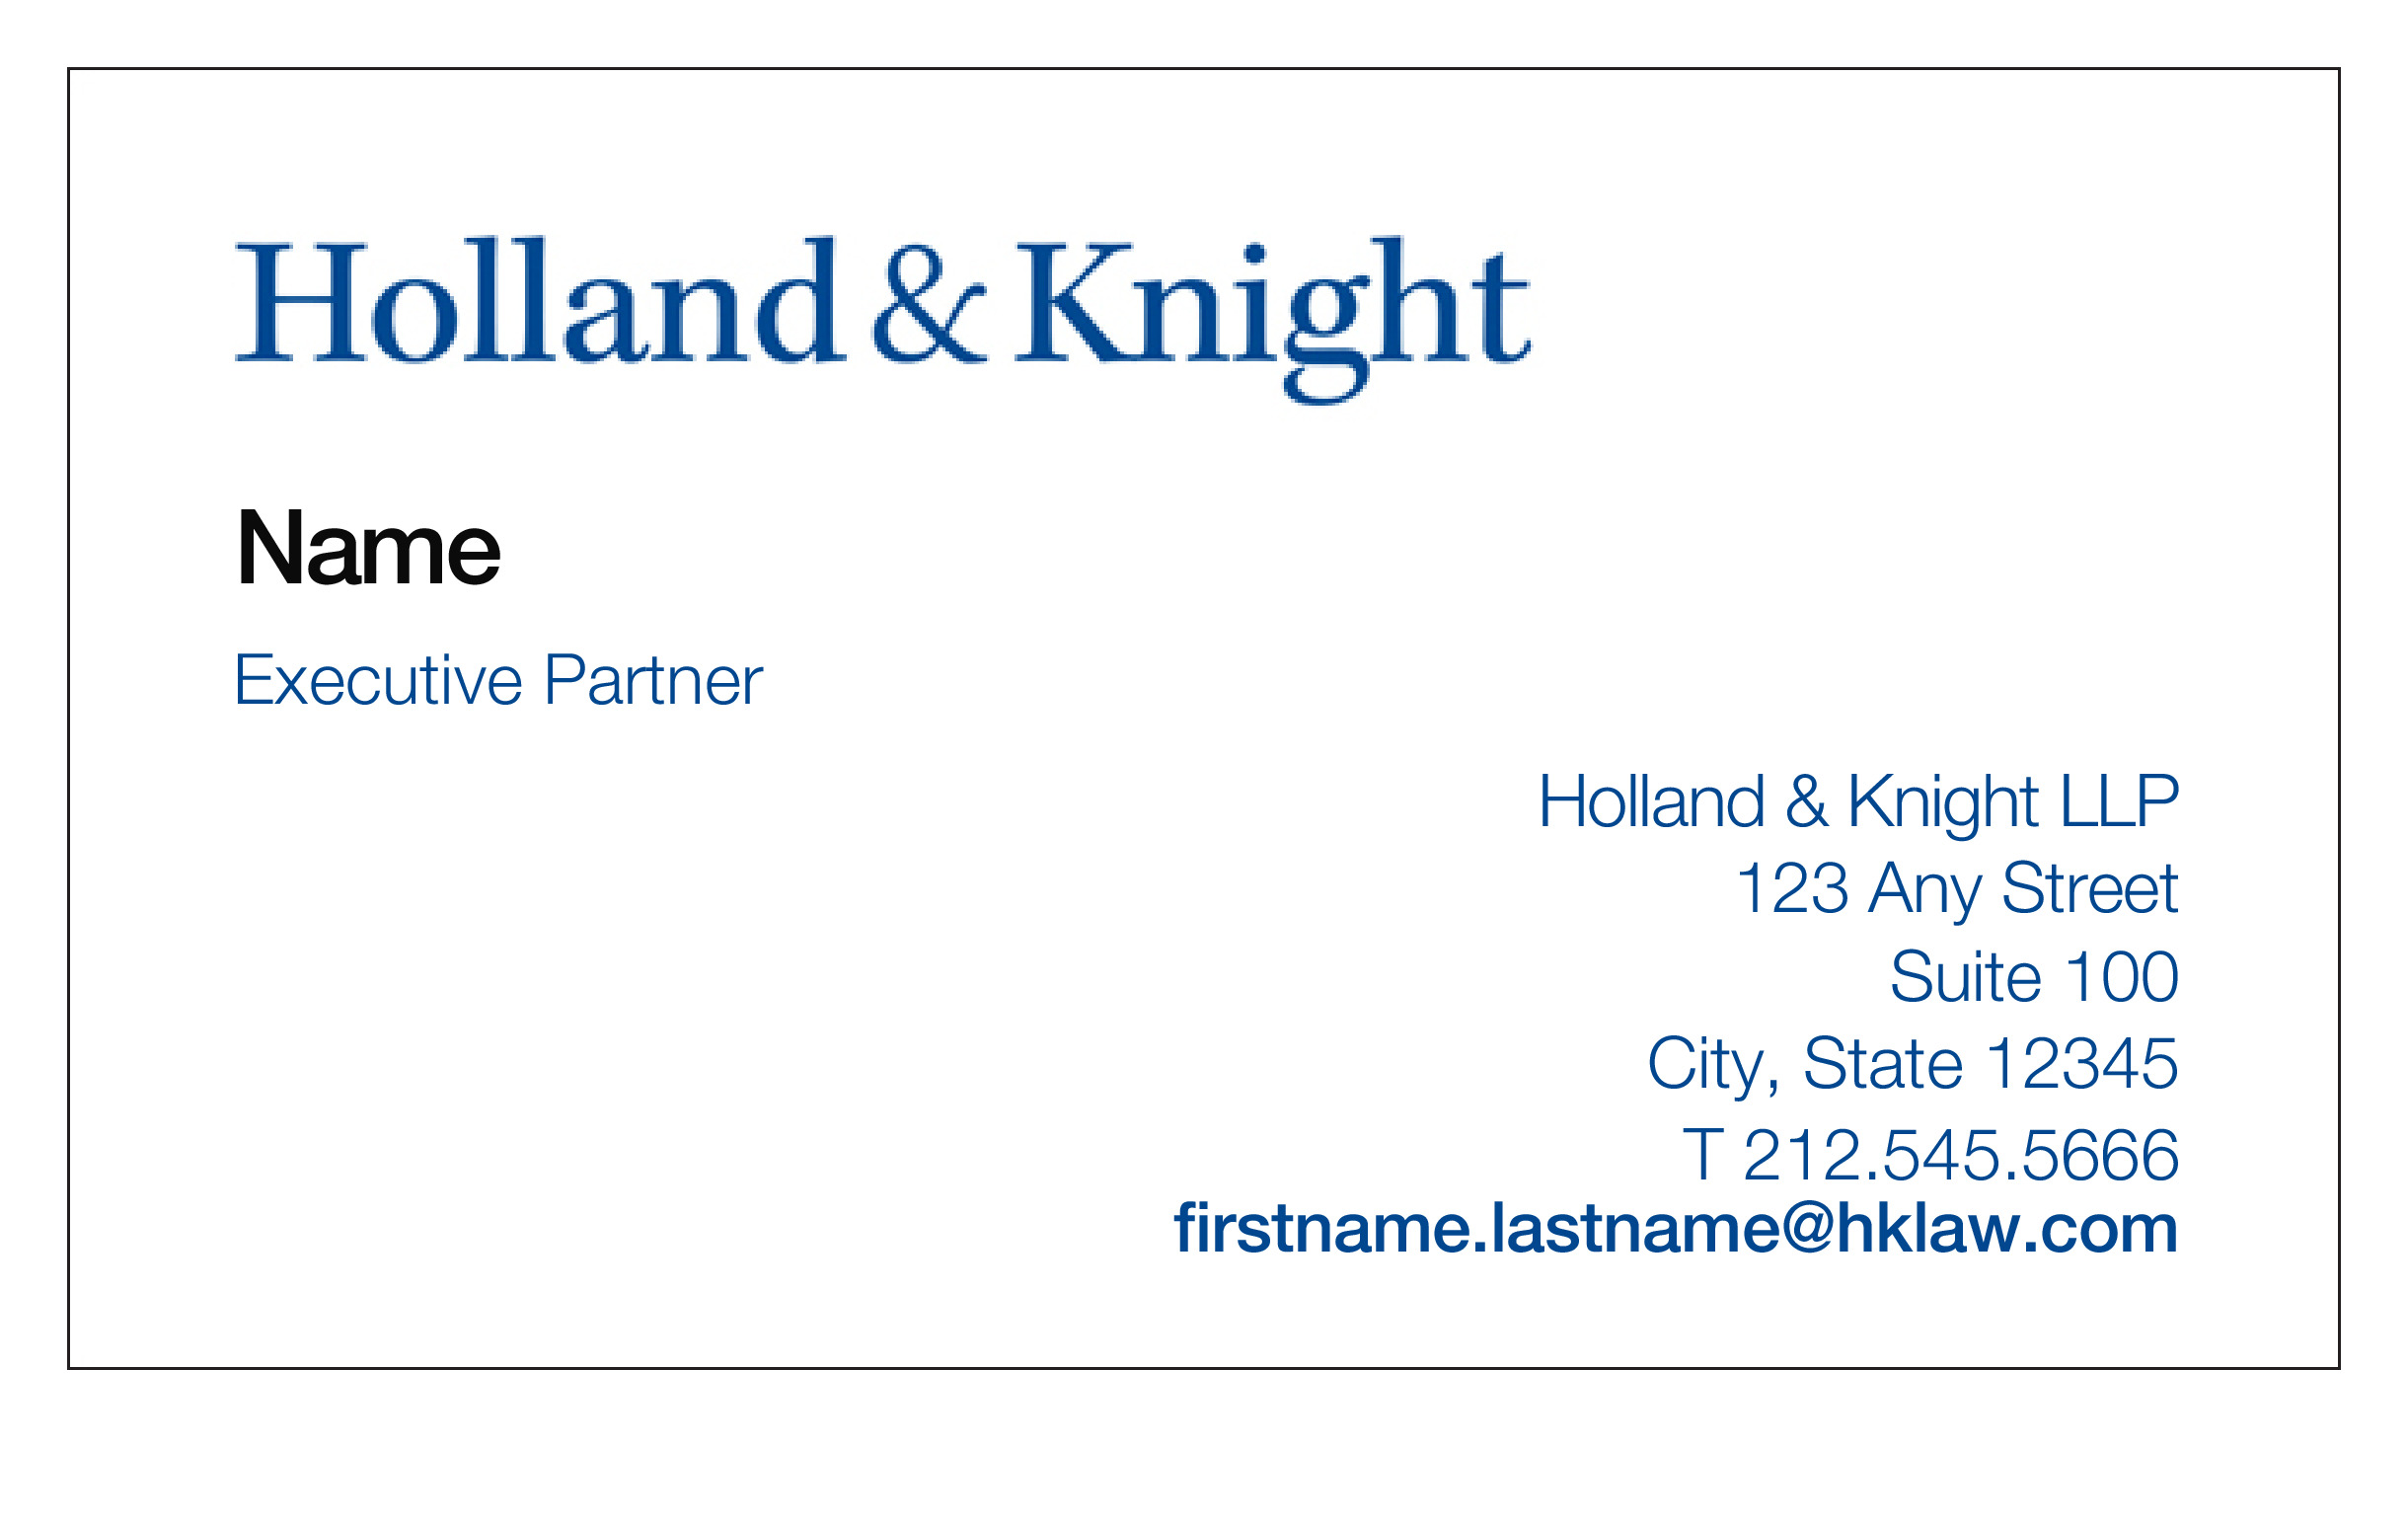 Holland & Knight
Name
Executive Partner
Holland & Knight LLP
123 Any Street
Suite 100
City, State 12345
T 212.545.5666
firstname.lastname@hklaw.com